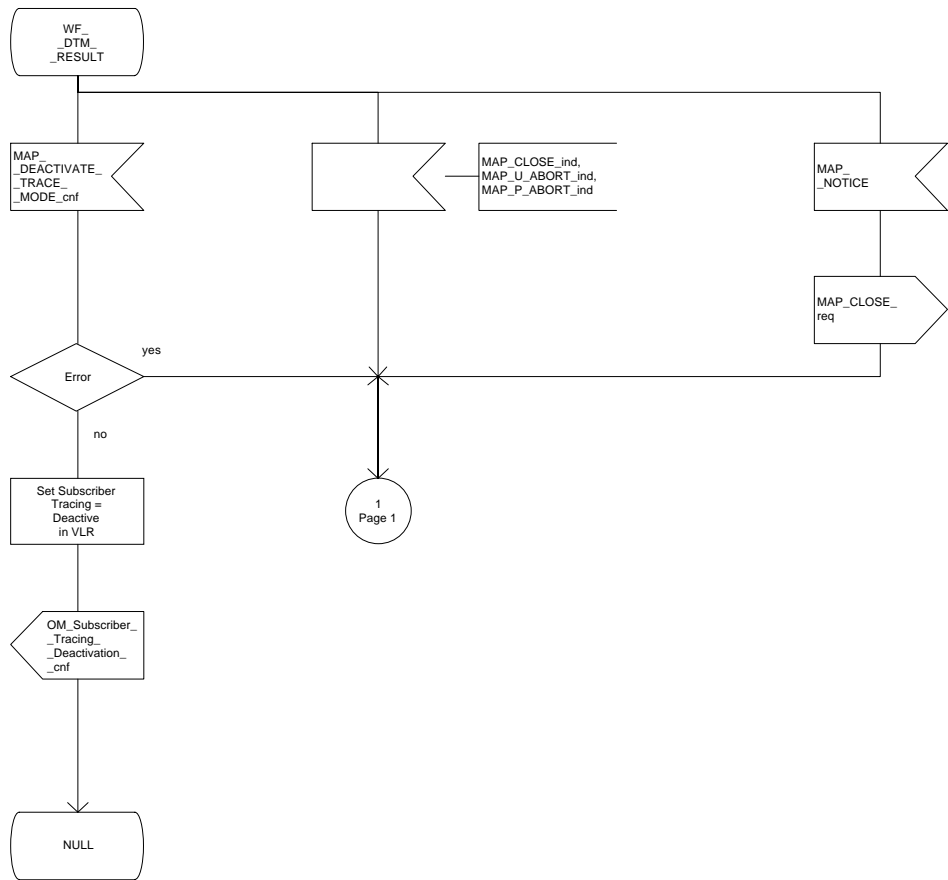 WF_
_DTM_
_RESULT
MAP_
_DEACTIVATE_
_TRACE_
_MODE_cnf
MAP_CLOSE_ind,
MAP_U_ABORT_ind,
MAP_P_ABORT_ind
MAP_
_NOTICE
MAP_CLOSE_
req
yes
Error
no
Set Subscriber
Tracing =
Deactive
in VLR
1
Page 1
OM_Subscriber_
_Tracing_
_Deactivation_
_cnf
NULL